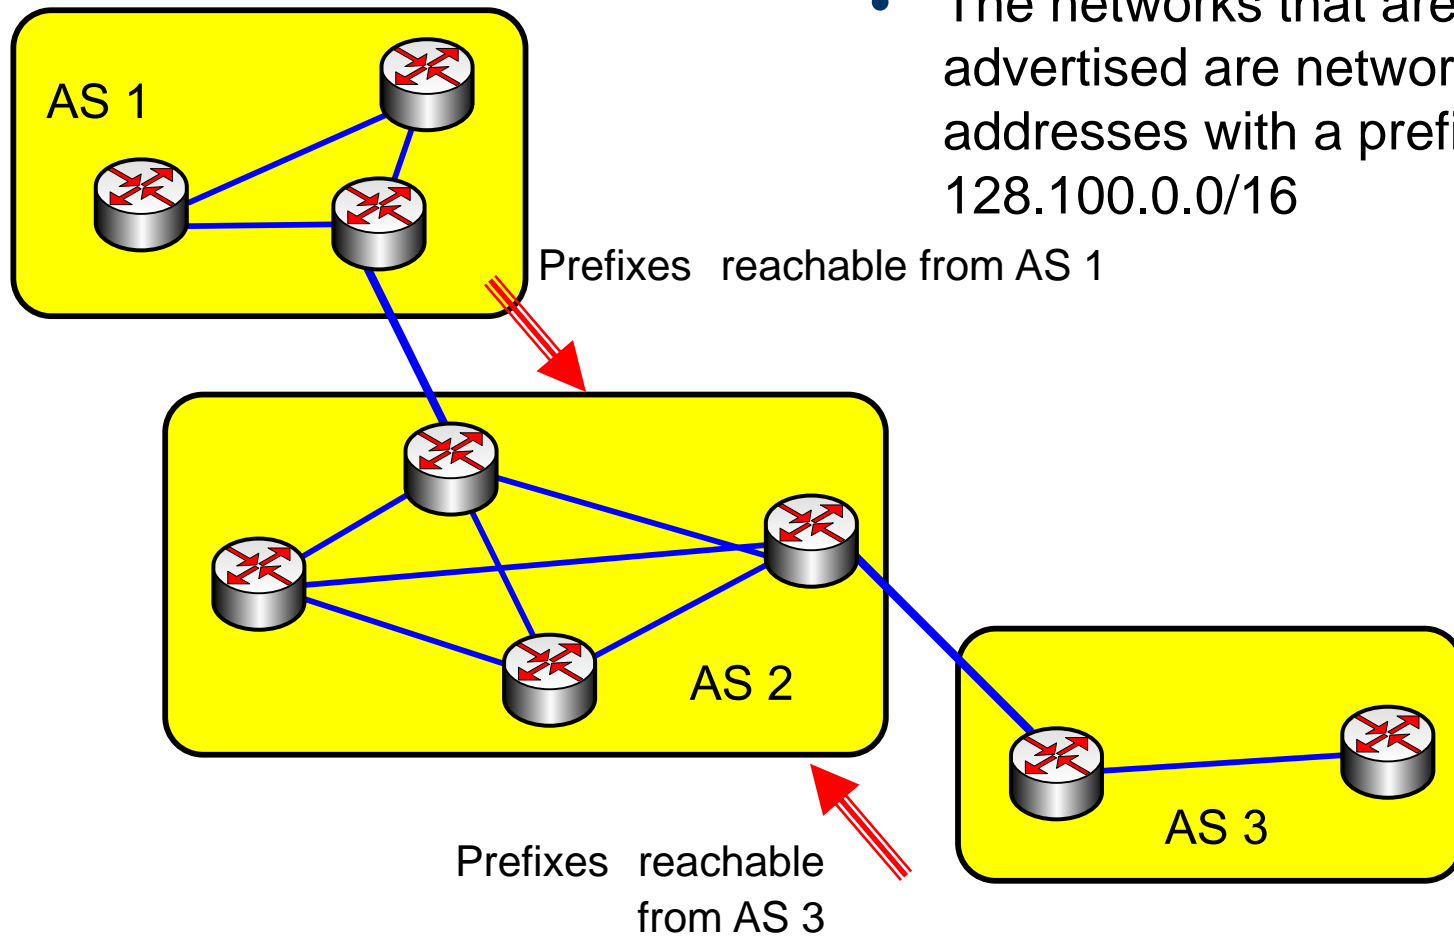 The networks that are
advertised are networ
addresses with a prefi
128.100.0.0/16
AS 1
Prefixes reachable from AS 1
AS 2
AS 3
Prefixes reachable
from AS 3